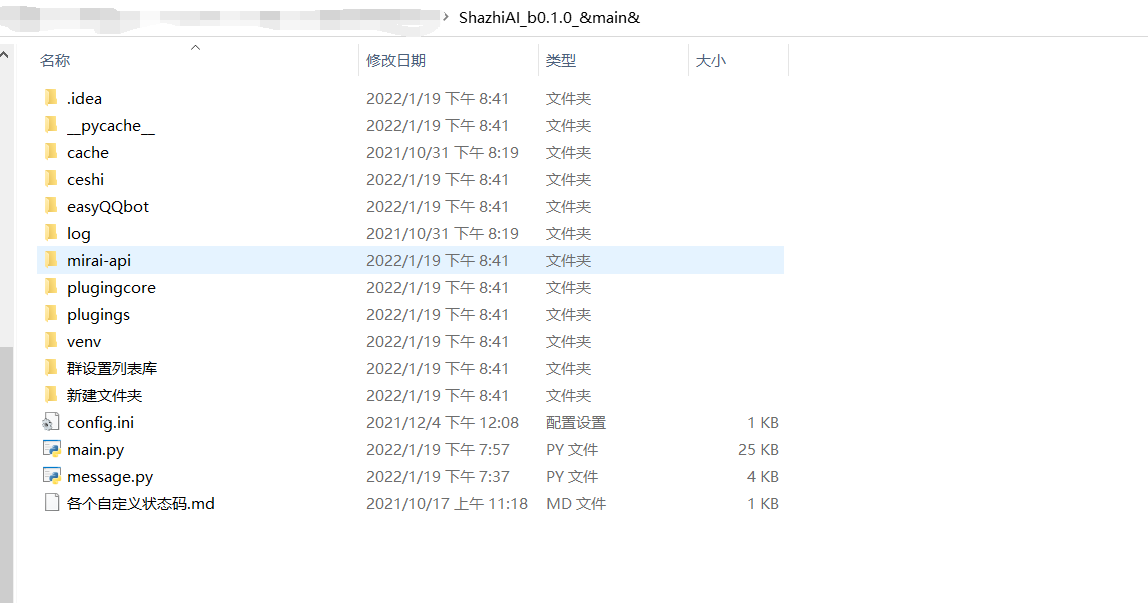 ShazhiAI_b0.1.0_&main&
名称 修改日期 类型 大小
.idea 2022/1/19 下午 8:41 文件夹
__pycache__ 2022/1/19 下午 8:41 文件夹
cache 2021/10/31 下午 8:19 文件夹
ceshi 2022/1/19 下午 8:41 文件夹
easyQQbot 2022/1/19 下午 8:41 文件夹
log 2021/10/31 下午 8:19 文件夹
mirai-api 2022/1/19 下午 8:41 文件夹
plugingcore 2022/1/19 下午 8:41 文件夹
plugings 2022/1/19 下午 8:41 文件夹
venv 2022/1/19 下午 8:41 文件夹
群设置列表库 2022/1/19 下午 8:41 文件夹
新建文件夹 2022/1/19 下午 8:41 文件夹
config.ini 2021/12/4 下午 12:08 配置设置 1 KB
main.py 2022/1/19 下午 7:57 PY 文件 25 KB
message.py 2022/1/19 下午 7:37 PY 文件 4 KB
各个自定义状态码.md 2021/10/17 上午 11:18 MD 文件 1 KB